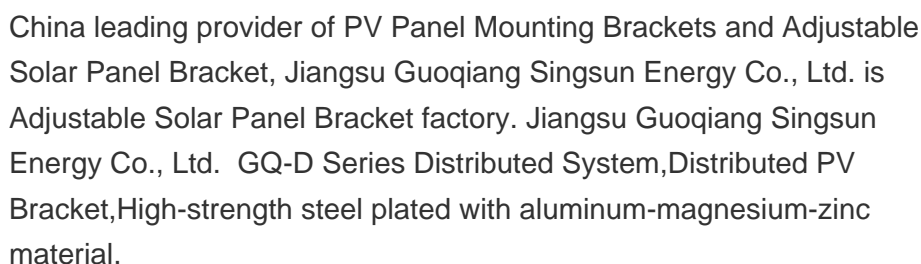 China leading provider of PV Panel Mounting Brackets and Adjustable
Solar Panel Bracket, Jiangsu Guoqiang Singsun Energy Co., Ltd. is
Adjustable Solar Panel Bracket factory. Jiangsu Guoqiang Singsun
Energy Co., Ltd.  GQ-D Series Distributed System,Distributed PV
Bracket,High-strength steel plated with aluminum-magnesium-zinc
material.